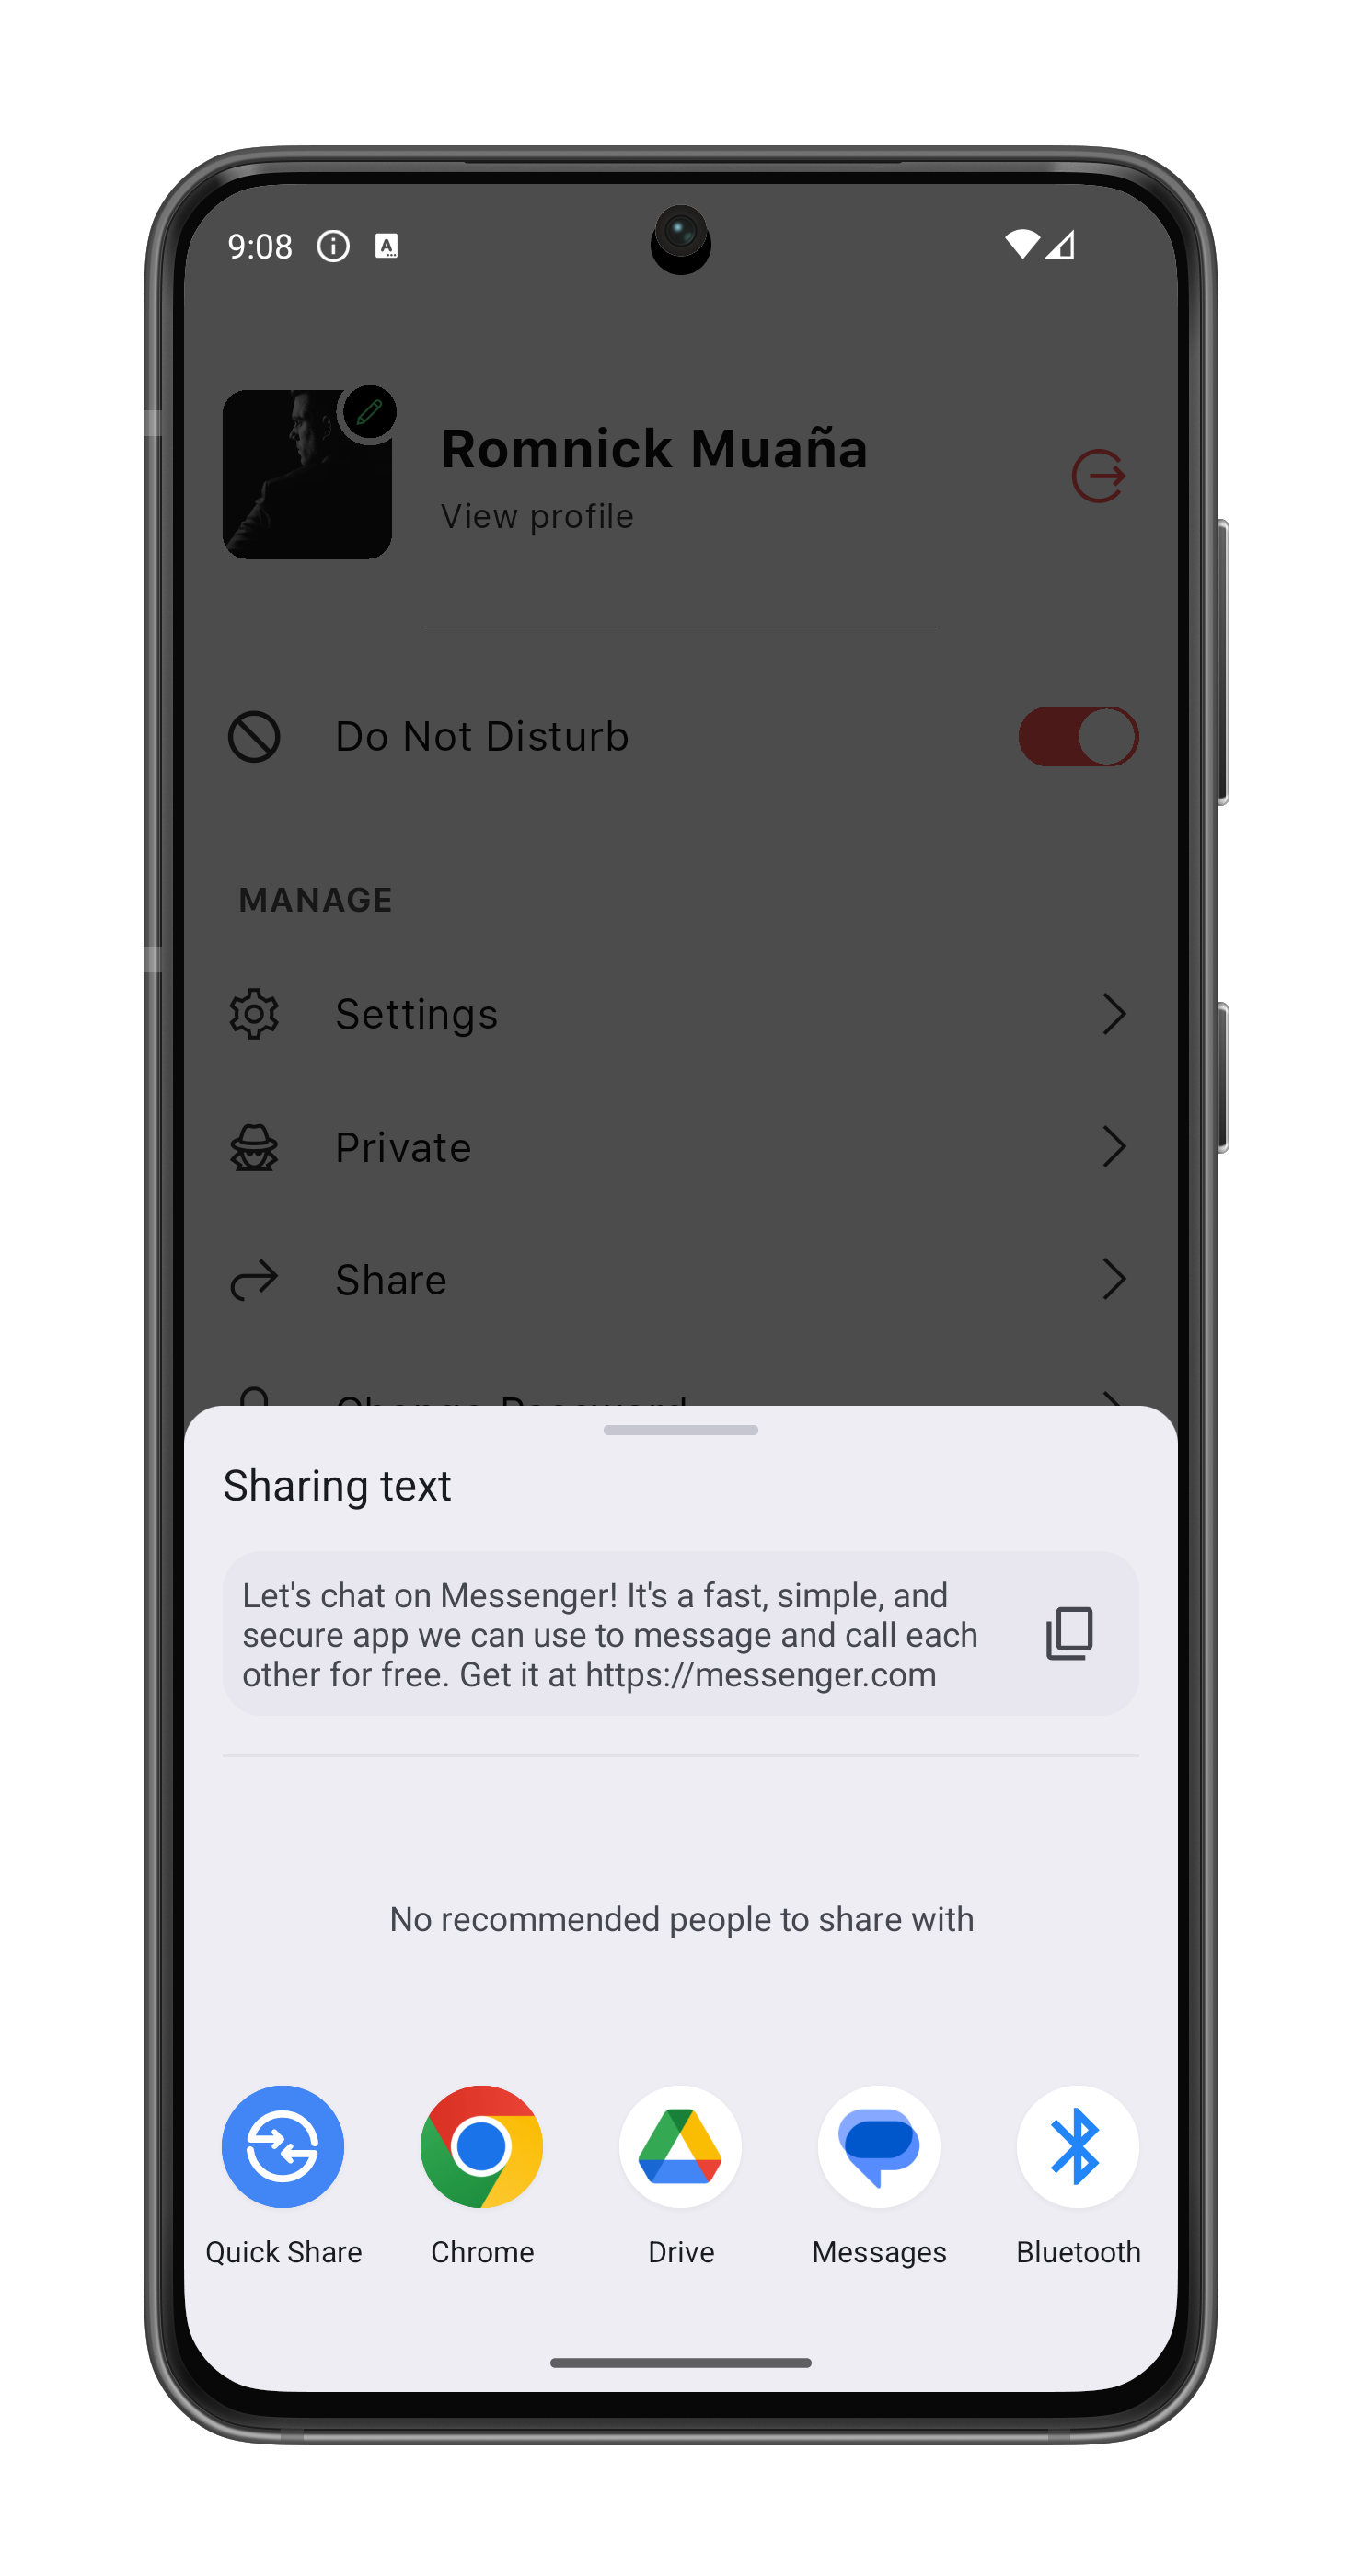 9:08
Romnick Muaña
View profile
Do Not Disturb
MANAGE
Settings
Private
Share
Change Password
Sharing text
Let's chat on Messenger! It's a fast, simple, and
secure app we can use to message and call each
other for free. Get it at https://messenger.com
No recommended people to share with
Quick Share
Chrome
Drive
Messages
Bluetooth